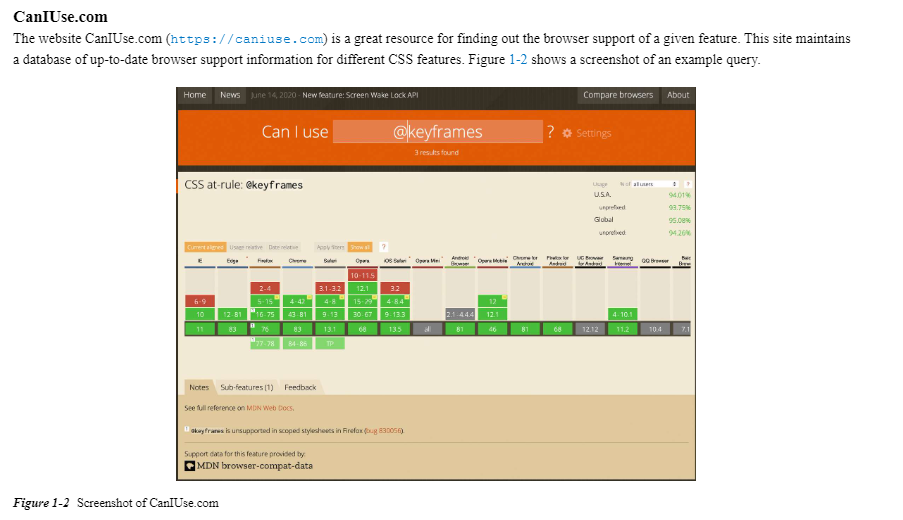 CanIUse.com
The website CanIUse.com (https://caniuse.com) is a great resource for finding out the browser support of a given feature. This site maintains
a database of up-to-date browser support information for different CSS features. Figure 1-2 shows a screenshot of an example query.
Home News June 14, 2020 - New feature: Screen Wake Lock API Compare browsers About
Can I use @keyframes ? Settings
3 results found
CSS at-rule: @keyframes Usage % of all users ?
U.S.A. 94.01%
unprefixed 93.75%
Global 95.08%
unprefixed 94.26%
Current aligned Usage relative Date relative Apply filters Show all ?
IE Edge Firefox Chrome Safari Opera iOS Safari Opera Mini Android Browser Opera Mobile Chrome for Android Firefox for Android UC Browser for Android Samsung Internet QQ Browser
10-11.5
2-4 3.1-3.2 12.1 3.2
6-9 5-15 4-42 4-8 15-29 4-8.4 12
10 12-81 16-75 43-81 9-13 30-67 9-13.3 2.1-4.4.4 12.1 4-10.1
11 83 76 83 13.1 68 13.5 all 81 46 81 68 12.12 11.2 10.4 7.1
77-78 84-86 TP
Notes Sub-features (1) Feedback
See full reference on MDN Web Docs.
@keyframes is unsupported in scoped stylesheets in Firefox (bug 830056).
Support data for this feature provided by:
MDN browser-compat-data
Figure 1-2 Screenshot of CanIUse.com